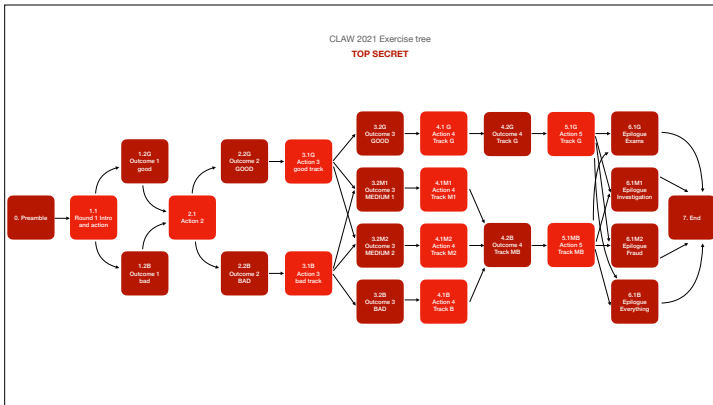 CLAW 2021 Exercise tree
TOP SECRET
0. Preamble
1.1
Round 1 Intro
and action
1.2G
Outcome 1
good
1.2B
Outcome 1
bad
2.1
Action 2
2.2G
Outcome 2
GOOD
2.2B
Outcome 2
BAD
3.1G
Action 3
good track
3.1B
Action 3
bad track
3.2G
Outcome 3
GOOD
3.2M1
Outcome 3
MEDIUM 1
3.2M2
Outcome 3
MEDIUM 2
3.2B
Outcome 3
BAD
4.1 G
Action 4
Track G
4.1M1
Action 4
Track M1
4.1M2
Action 4
Track M2
4.1B
Action 4
Track B
4.2G
Outcome 4
Track G
4.2B
Outcome 4
Track MB
5.1G
Action 5
Track G
5.1MB
Action 5
Track MB
6.1G
Epilogue
Exams
6.1M1
Epilogue
Investigation
6.1M2
Epilogue
Fraud
6.1B
Epilogue
Everything
7. End